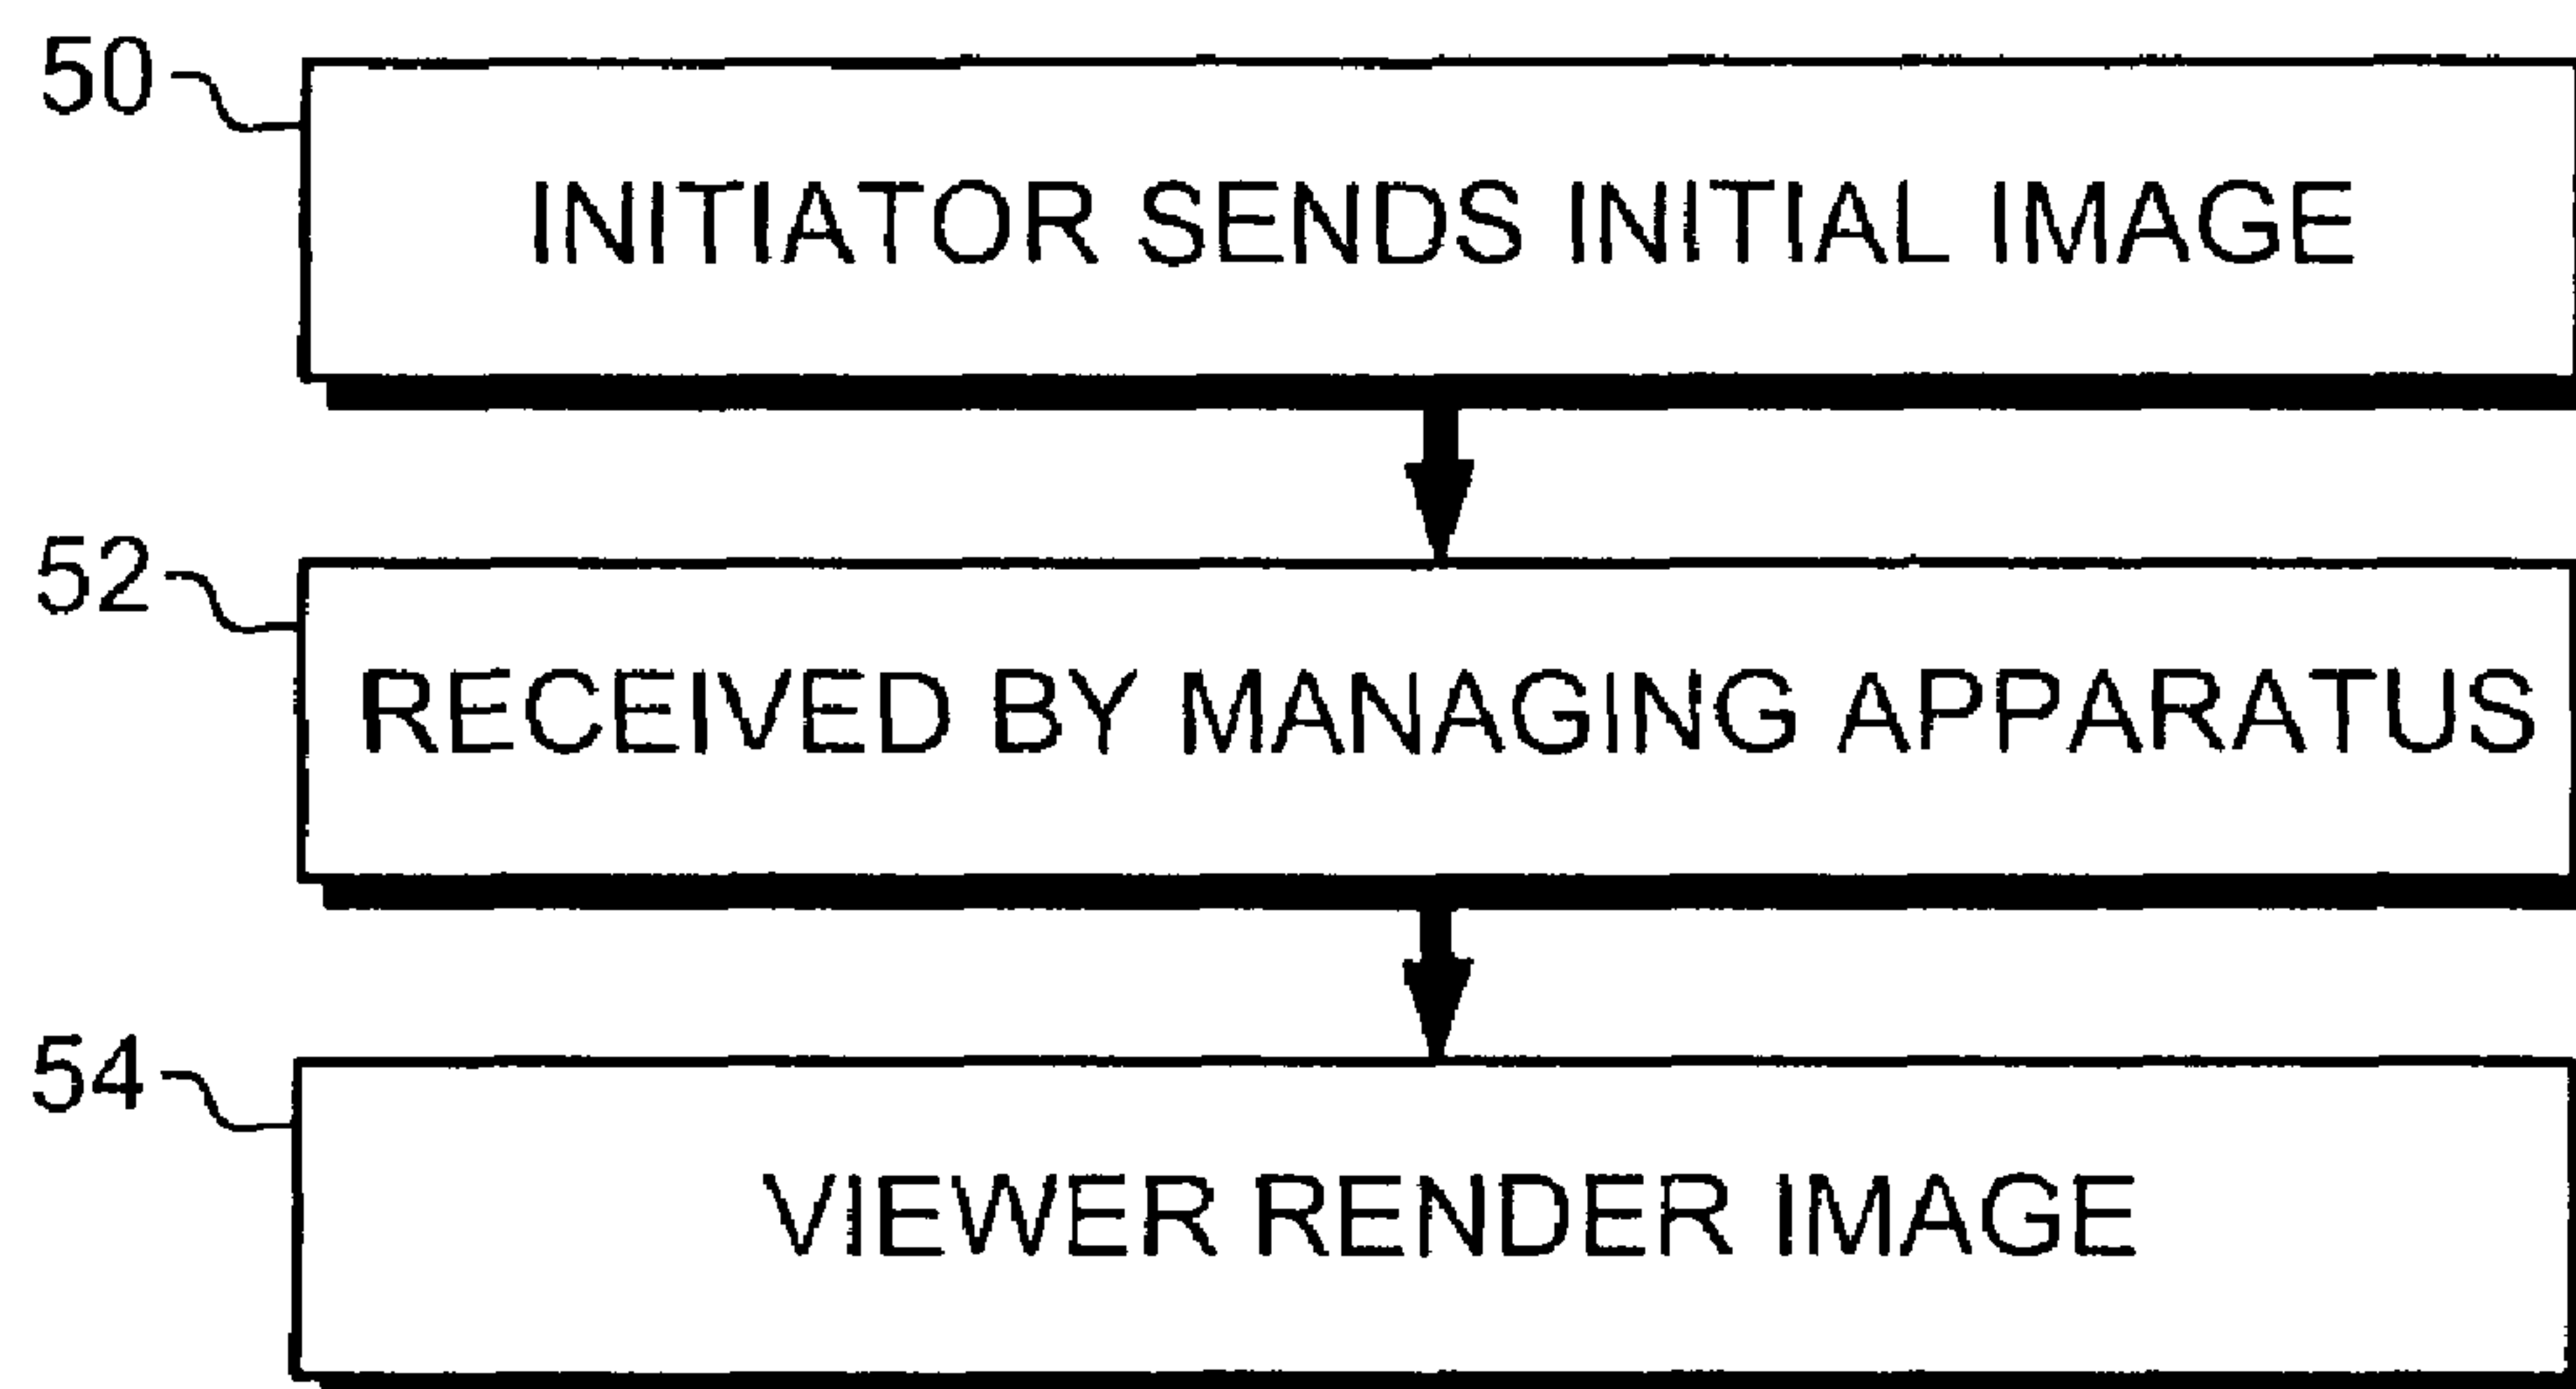 50
INITIATOR SENDS INITIAL IMAGE
52
RECEIVED BY MANAGING APPARATUS
54
VIEWER RENDER IMAGE